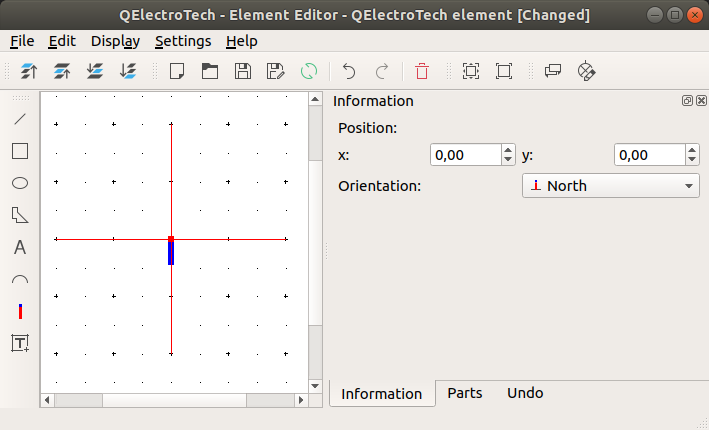 QElectroTech - Element Editor - QElectroTech element [Changed]
File Edit Display Settings Help
Information
Position:
x: 0,00 y: 0,00
Orientation: North
A
T
Information Parts Undo